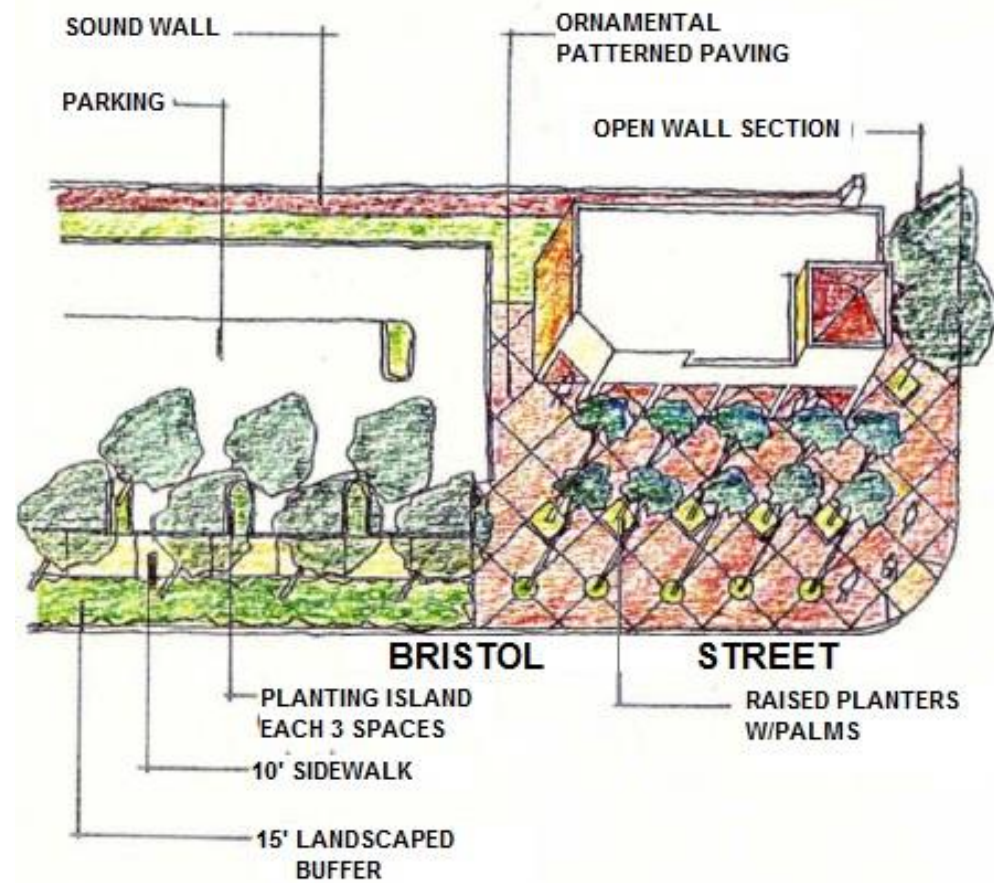 SOUND WALL
ORNAMENTAL
PATTERNED PAVING
PARKING
OPEN WALL SECTION
BRISTOL STREET
PLANTING ISLAND
EACH 3 SPACES
RAISED PLANTERS
W/PALMS
10' SIDEWALK
15' LANDSCAPED
BUFFER